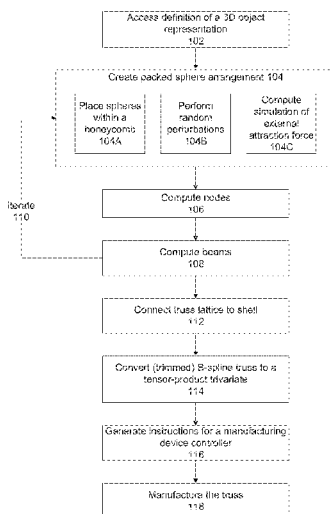 Access definition of a 3D object
representation
102
Create packed sphere arrangement 104
Place spheres
within a
honeycomb
104A
Perform
random
perturbations
104B
Compute
simulation of
external
attraction force
104C
Compute nodes
106
iterate
110
Compute beams
108
Connect truss lattice to shell
112
Convert (trimmed) B-spline truss to a
tensor-product trivariate
114
Generate instructions for a manufacturing
device controller
116
Manufacture the truss
118